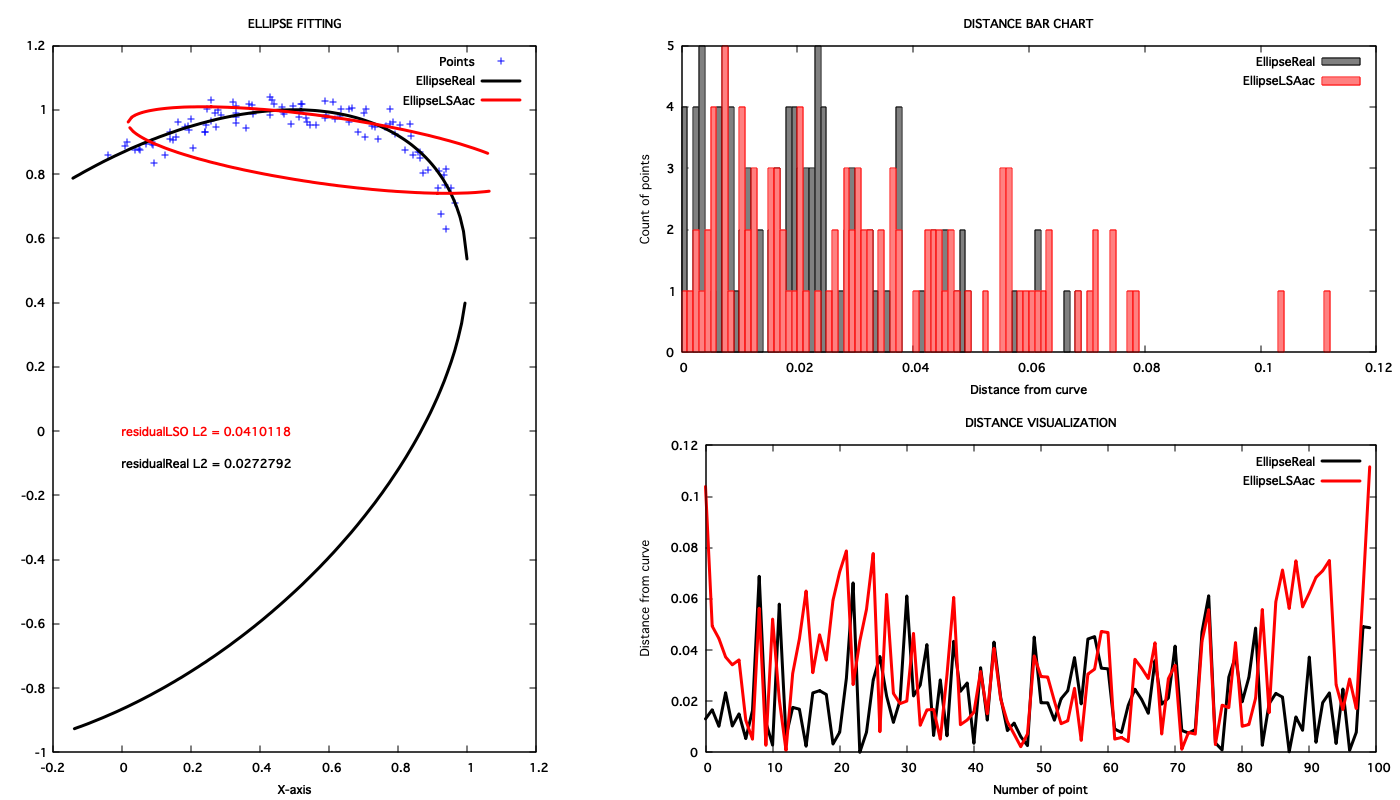 ELLIPSE FITTING
1.2
1
0.8
0.6
0.4
0.2
0
-0.2
-0.4
-0.6
-0.8
-1
Points
EllipseReal
EllipseLSAac
residualLSO L2 = 0.0410118
residualReal L2 = 0.0272792
-0.2 0 0.2 0.4 0.6 0.8 1 1.2
X-axis
DISTANCE BAR CHART
5
4
3
2
1
0
Count of points
EllipseReal
EllipseLSAac
0 0.02 0.04 0.06 0.08 0.1 0.12
Distance from curve
DISTANCE VISUALIZATION
0.12
0.1
0.08
0.06
0.04
0.02
0
Distance from curve
EllipseReal
EllipseLSAac
0 10 20 30 40 50 60 70 80 90 100
Number of point